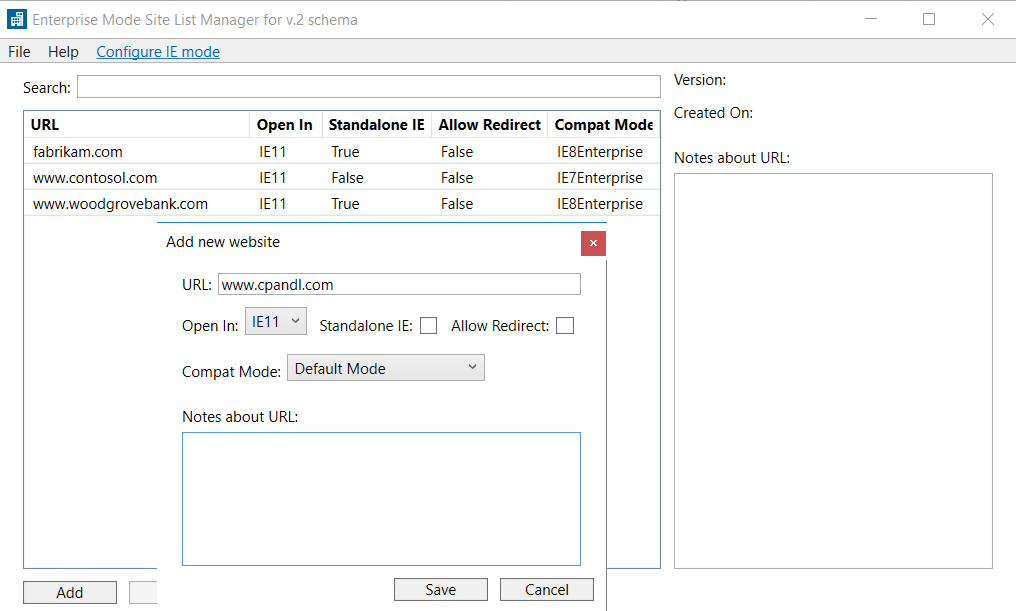 Enterprise Mode Site List Manager for v.2 schema
File Help Configure IE mode
Search:
Version:
Created On:
Notes about URL:
URL Open In Standalone IE Allow Redirect Compat Mode
fabrikam.com IE11 True False IE8Enterprise
www.contosol.com IE11 False False IE7Enterprise
www.woodgrovebank.com IE11 True False IE8Enterprise
Add new website
URL: www.cpandl.com
Open In: IE11 Standalone IE: Allow Redirect:
Compat Mode: Default Mode
Notes about URL:
Save Cancel
Add